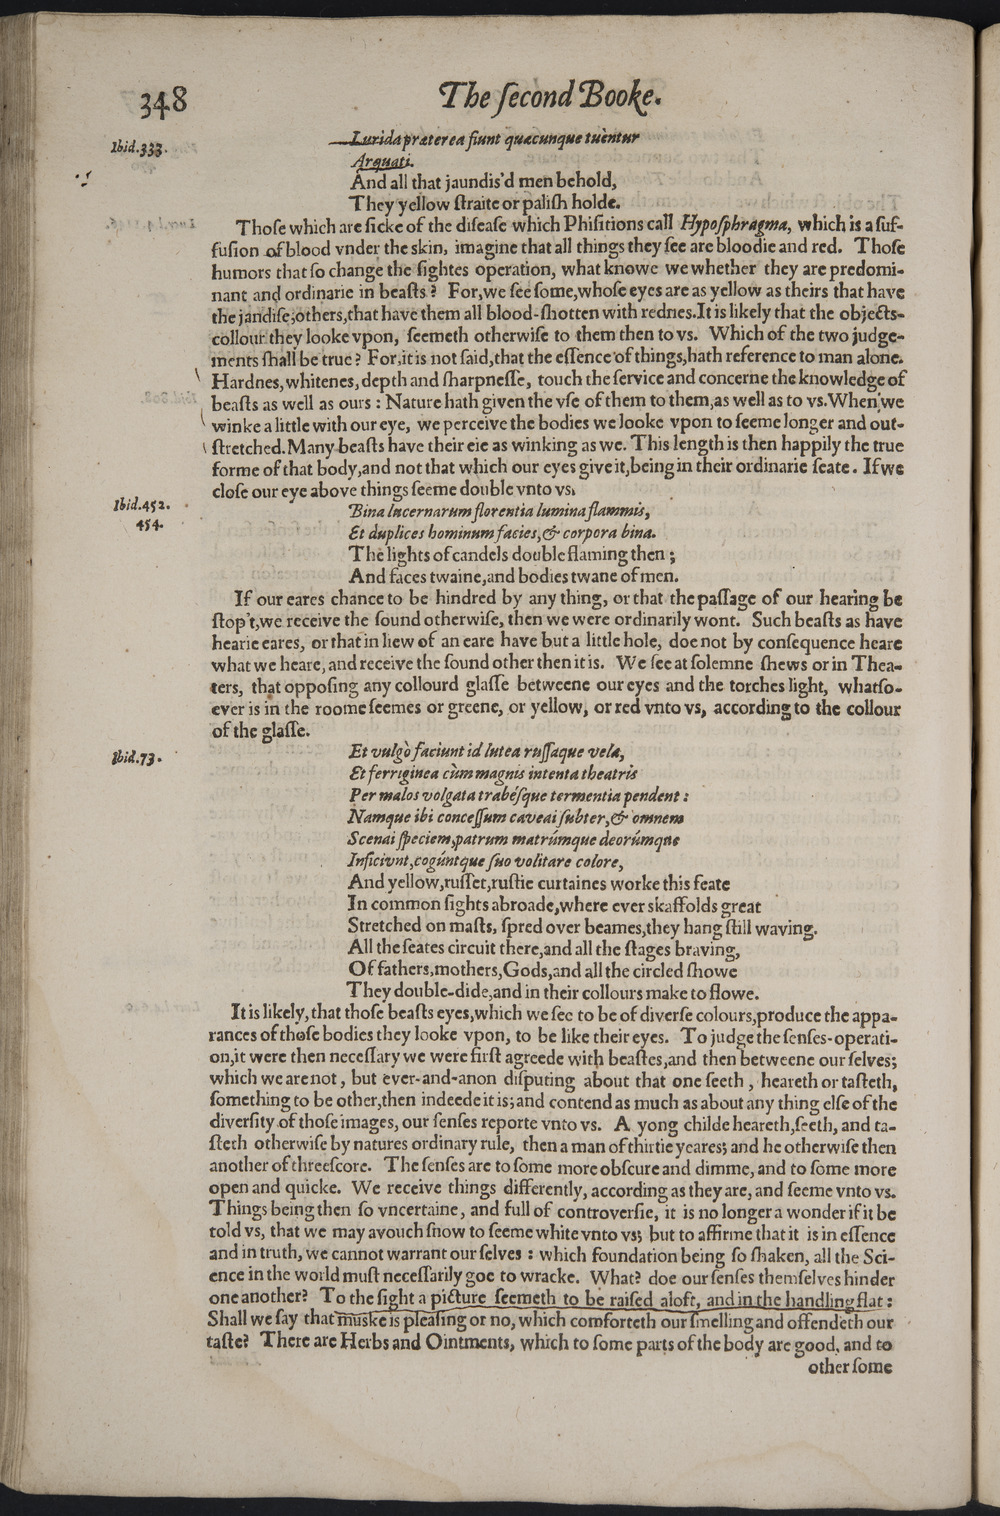 348
The ſecond Booke.
Ibid.333.
—Lurida præterea fiunt quæcunque tuèntur
Arquati.
And all that jaundis'd men behold,
They yellow ſtraite or paliſh holde.
Thoſe which are ſicke of the diſeaſe which Phiſitions call Hypoſphragma, which is a ſuf-
fuſion of blood vnder the skin, imagine that all things they ſee are bloodie and red. Thoſe
humors that ſo change the ſightes operation, what knowe we whether they are predomi-
nant and ordinarie in beaſts? For, we ſee ſome, whoſe eyes are as yellow as theirs that have
the jandiſe; others, that have them all blood-ſhotten with rednes. It is likely that the objects-
collour they looke vpon, ſeemeth otherwiſe to them then to vs. Which of the two judge-
ments ſhall be true? For, it is not ſaid, that the eſſence of things, hath reference to man alone.
Hardnes, whitenes, depth and ſharpneſſe, touch the ſervice and concerne the knowledge of
beaſts as well as ours: Nature hath given the vſe of them to them, as well as to vs. When we
winke a little with our eye, we perceive the bodies we looke vpon to ſeeme longer and out-
ſtretched. Many beaſts have their eie as winking as we. This length is then happily the true
forme of that body, and not that which our eyes give it, being in their ordinarie ſeate. If we
cloſe our eye above things ſeeme double vnto vs,
Ibid.452.
454.
Bina lucernarum florentia lumina flammis,
Et duplices hominum facies, & corpora bina.
The lights of candels double flaming then;
And faces twaine, and bodies twane of men.
If our eares chance to be hindred by any thing, or that the paſſage of our hearing be
ſtop't, we receive the ſound otherwiſe, then we were ordinarily wont. Such beaſts as have
hearie eares, or that in liew of an eare have but a little hole, doe not by conſequence heare
what we heare, and receive the ſound other then it is. We ſee at ſolemne ſhews or in Thea-
ters, that oppoſing any collourd glaſſe betweene our eyes and the torches light, whatſo-
ever is in the roome ſeemes or greene, or yellow, or red vnto vs, according to the collour
of the glaſſe.
Ibid.73.
Et vulgò faciunt id lutea ruſſaque vela,
Et ferriginea cùm magnis intenta theatris
Per malos volgata trabéſque trementia pendent:
Namque ibi conceſſum caveai ſubter, & omnem
Scenai ſpeciem, patrum matrúmque deorúmque
Inficiunt, cogúntque ſuo volitare colore,
And yellow, ruſſet, ruſtie curtaines worke this feate
In common ſights abroade, where ever skaffolds great
Stretched on maſts, ſpred over beames, they hang ſtill waving.
All the ſeates circuit there, and all the ſtages braving,
Of fathers, mothers, Gods, and all the circled ſhowe
They double-dide, and in their collours make to flowe.
It is likely, that thoſe beaſts eyes, which we ſee to be of diverſe colours, produce the appa-
rances of thoſe bodies they looke vpon, to be like their eyes. To judge the ſenſes-operati-
on, it were then neceſſary we were firſt agreede with beaſtes, and then betweene our ſelves;
which we are not, but ever-and-anon diſputing about that one ſeeth, heareth or taſteth,
ſomething to be other, then indeede it is; and contend as much as about any thing elſe of the
diverſity of thoſe images, our ſenſes reporte vnto vs. A yong childe heareth, ſeeth, and ta-
ſteth otherwiſe by natures ordinary rule, then a man of thirtie yeares; and he otherwiſe then
another of threeſcore. The ſenſes are to ſome more obſcure and dimme, and to ſome more
open and quicke. We receive things differently, according as they are, and ſeeme vnto vs.
Things being then ſo vncertaine, and full of controverſie, it is no longer a wonder if it be
told vs, that we may avouch ſnow to ſeeme white vnto vs; but to affirme that it is in eſſence
and in truth, we cannot warrant our ſelves: which foundation being ſo ſhaken, all the Sci-
ence in the world muſt neceſſarily goe to wracke. What? doe our ſenſes themſelves hinder
one another? To the ſight a picture ſeemeth to be raiſed aloft, and in the handling flat:
Shall we ſay that muske is pleaſing or no, which comforteth our ſmelling and offendeth our
taſte? There are Herbs and Ointments, which to ſome parts of the body are good, and to
other ſome